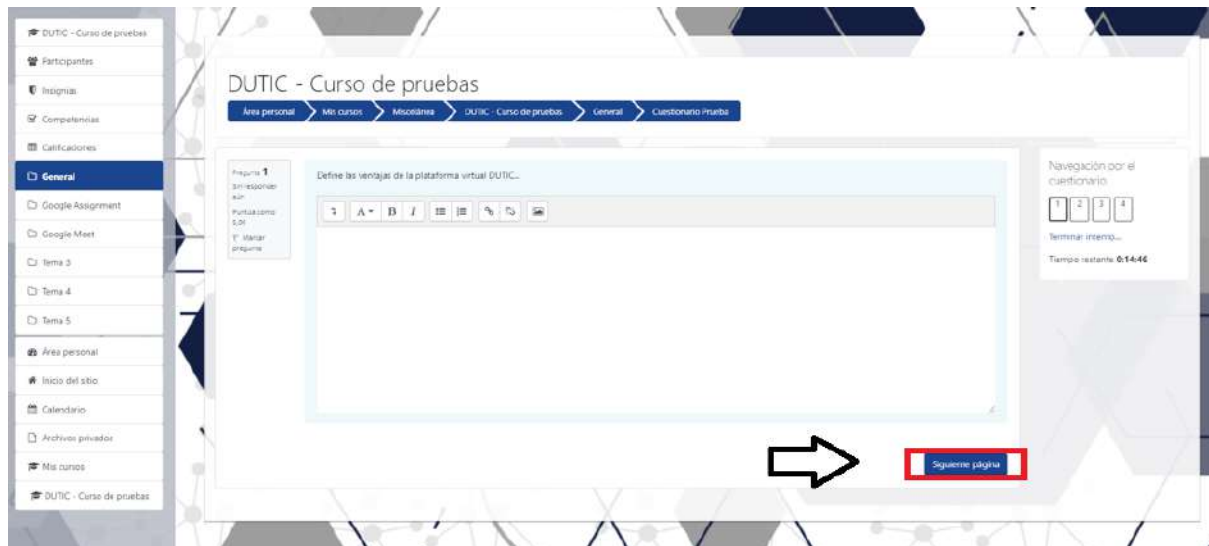 DUTIC - Curso de pruebas
Participantes
Insignias
Competencias
Calificaciones
General
Google Assignment
Google Meet
Tema 3
Tema 4
Tema 5
Área personal
Inicio del sitio
Calendario
Archivos privados
Mis cursos
DUTIC - Curso de pruebas
DUTIC - Curso de pruebas
Área personal
Mis cursos
Miscelánea
DUTIC - Curso de pruebas
General
Cuestionario Prueba
Pregunta 1
Sin responder
aún
Puntúa como
Marcar
pregunta
Define las ventajas de la plataforma virtual DUTIC...
A B I
Siguiente página
Navegación por el
cuestionario
1 2 3 4
Terminar intento...
Tiempo restante 0:14:46